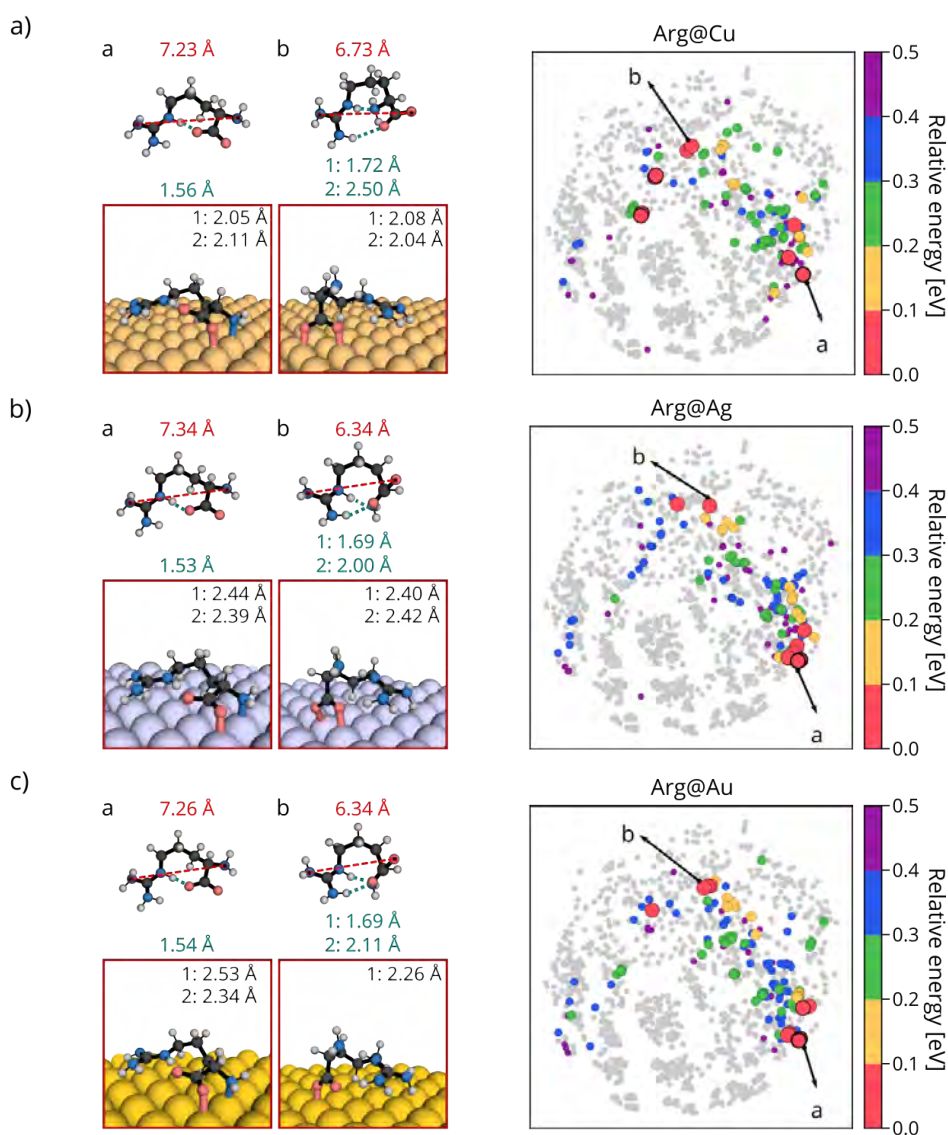 a)
a 7.23 Å b 6.73 Å
1.56 Å
1: 1.72 Å
2: 2.50 Å
1: 2.05 Å
2: 2.11 Å
1: 2.08 Å
2: 2.04 Å
Arg@Cu
b
a
0.5
0.4
0.3
0.2
0.1
0.0
Relative energy [eV]
b)
a 7.34 Å b 6.34 Å
1.53 Å
1: 1.69 Å
2: 2.00 Å
1: 2.44 Å
2: 2.39 Å
1: 2.40 Å
2: 2.42 Å
Arg@Ag
b
a
0.5
0.4
0.3
0.2
0.1
0.0
Relative energy [eV]
c)
a 7.26 Å b 6.34 Å
1.54 Å
1: 1.69 Å
2: 2.11 Å
1: 2.53 Å
2: 2.34 Å
1: 2.26 Å
Arg@Au
b
a
0.5
0.4
0.3
0.2
0.1
0.0
Relative energy [eV]